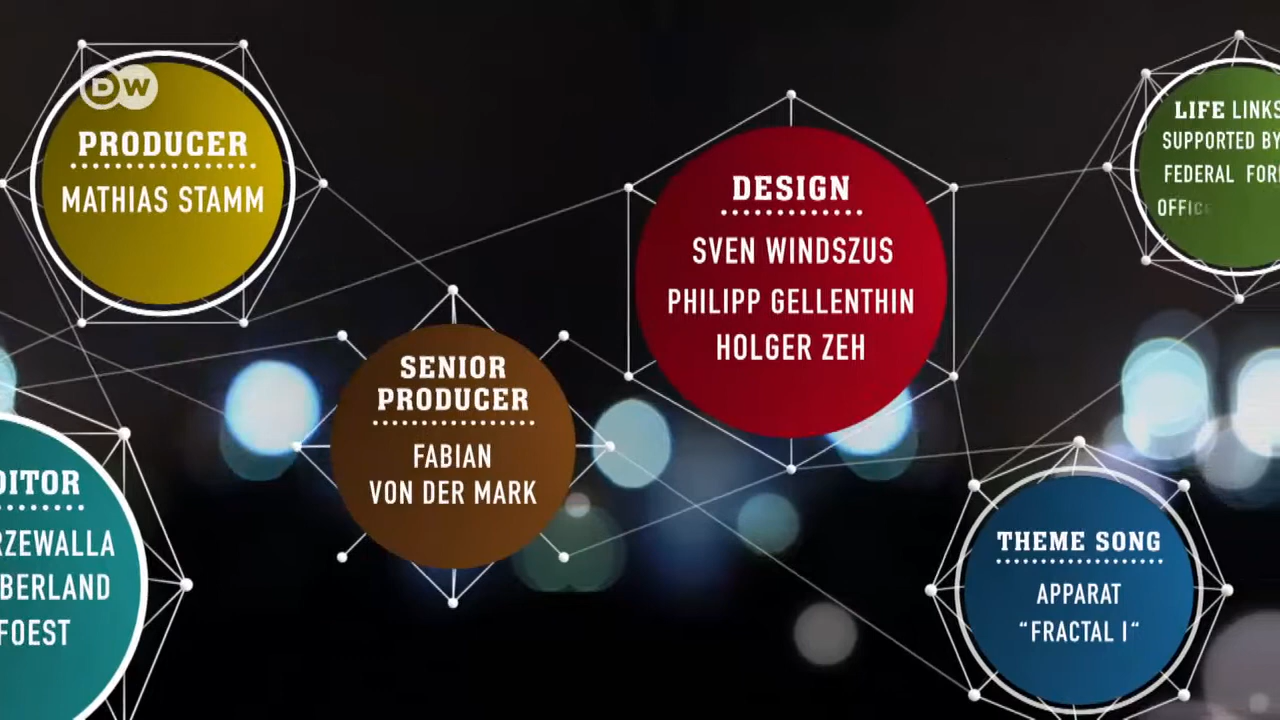 DW
PRODUCER
MATHIAS STAMM
SENIOR
PRODUCER
FABIAN
VON DER MARK
DESIGN
SVEN WINDSZUS
PHILIPP GELLENTHIN
HOLGER ZEH
LIFE LINKS
SUPPORTED BY
FEDERAL
THEME SONG
APPARAT
“FRACTAL I“